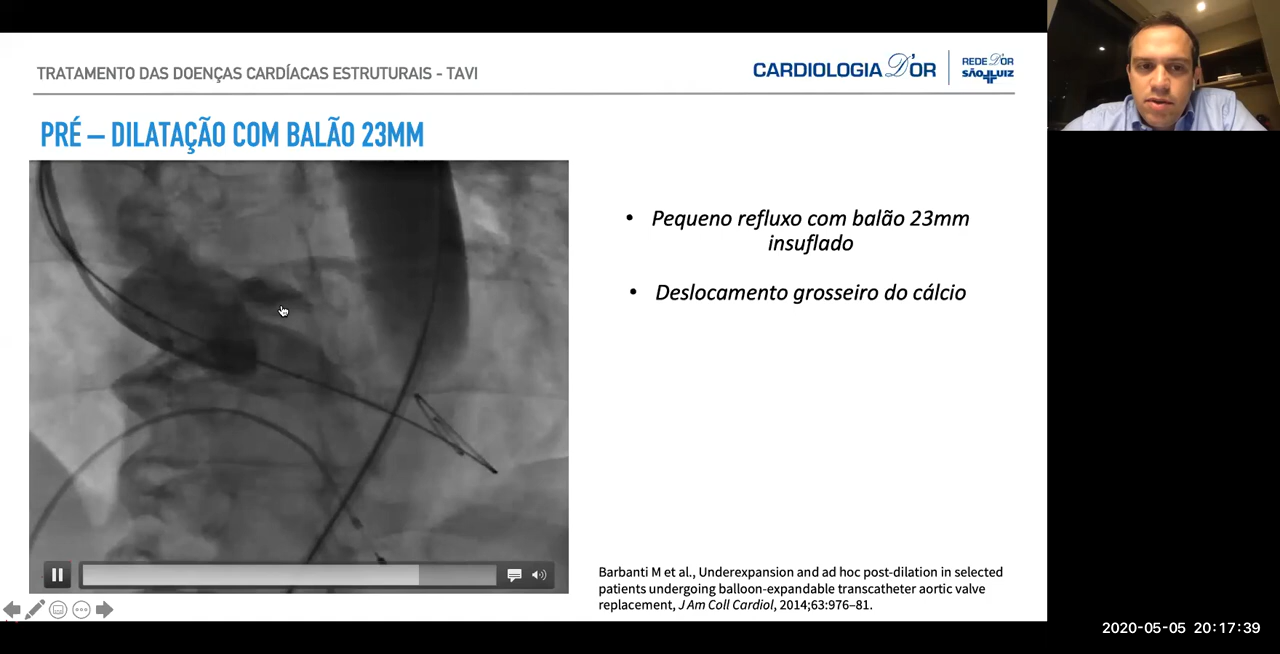 TRATAMENTO DAS DOENÇAS CARDÍACAS ESTRUTURAIS - TAVI
CARDIOLOGIA D'OR
REDE D'OR
SÃO LUIZ
PRÉ – DILATAÇÃO COM BALÃO 23MM
• Pequeno refluxo com balão 23mm
insuflado
• Deslocamento grosseiro do cálcio
Barbanti M et al., Underexpansion and ad hoc post-dilation in selected
patients undergoing balloon-expandable transcatheter aortic valve
replacement, J Am Coll Cardiol, 2014;63:976–81.
2020-05-05 20:17:39